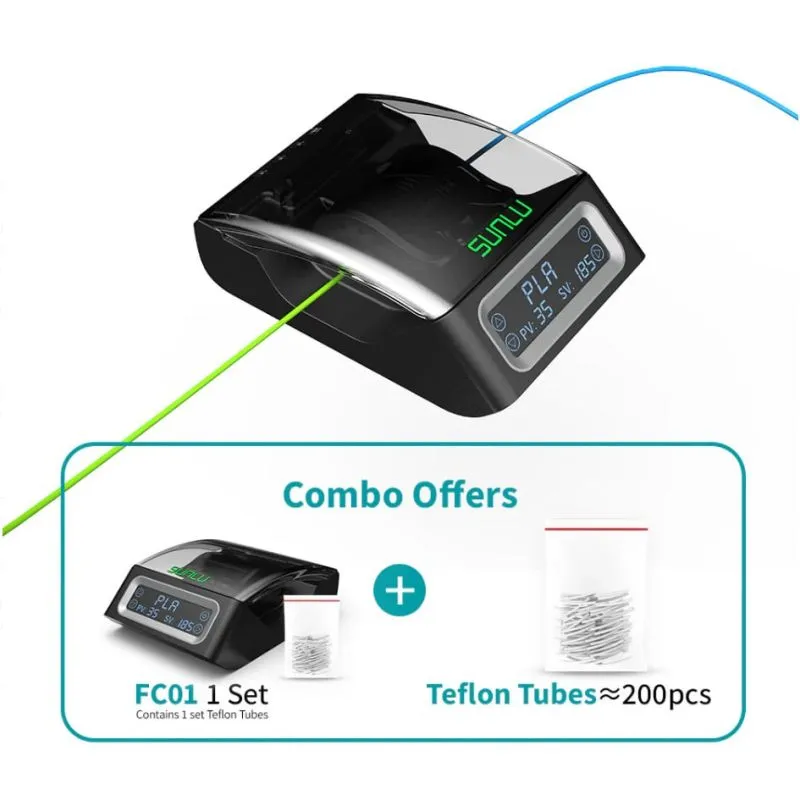 SUNLU
PLA
PV: 35 SV: 185
Combo Offers
SUNLU
PLA
PV: 35 SV: 185
FC01 1 Set
Contains 1 set Teflon Tubes
+
Teflon Tubes≈200pcs